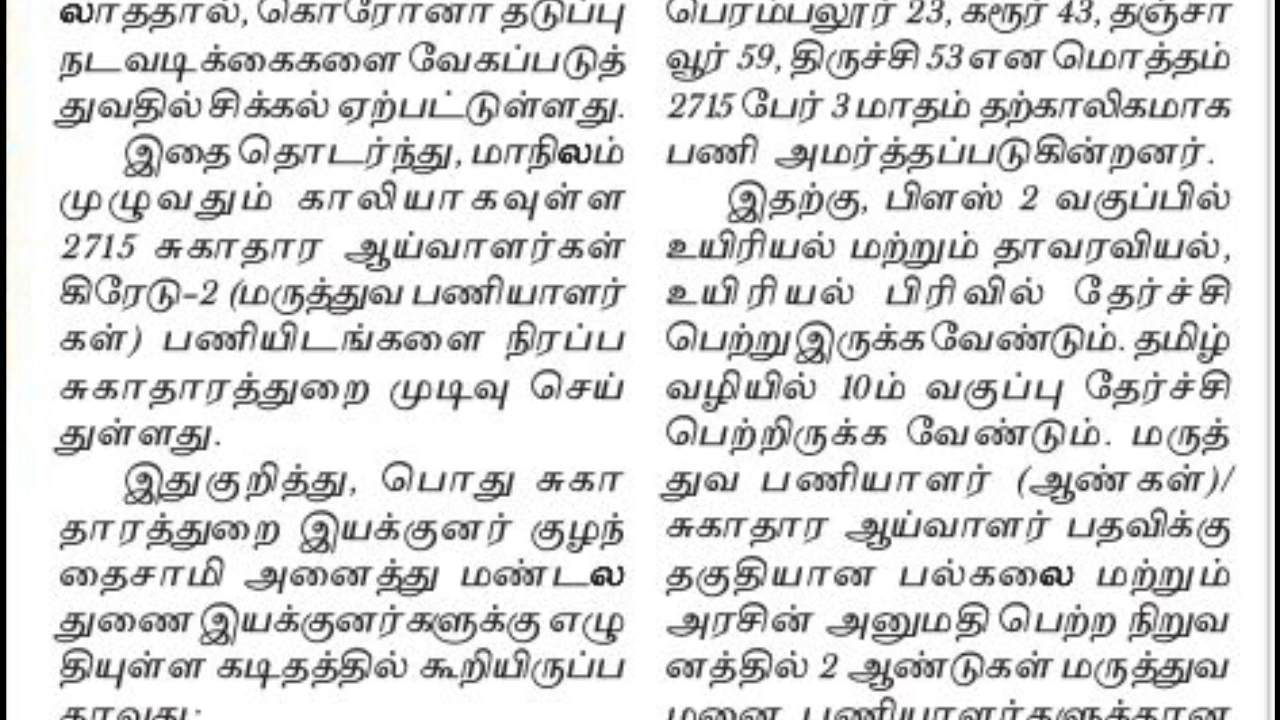 லாததால், கொரோனா தடுப்பு
நடவடிக்கைகளை வேகப்படுத்
துவதில் சிக்கல் ஏற்பட்டுள்ளது.
இதை தொடர்ந்து, மாநிலம்
முழுவதும் காலியாகவுள்ள
2715 சுகாதார ஆய்வாளர்கள்
கிரேடு-2 (மருத்துவ பணியாளர்
கள்) பணியிடங்களை நிரப்ப
சுகாதாரத்துறை முடிவு செய்
துள்ளது.
இதுகுறித்து, பொது சுகா
தாரத்துறை இயக்குனர் குழந்
தைசாமி அனைத்து மண்டல
துணை இயக்குனர்களுக்கு எழு
தியுள்ள கடிதத்தில் கூறியிருப்ப
தாவது:
பெரம்பலூர் 23, கரூர் 43, தஞ்சா
வூர் 59, திருச்சி 53 என மொத்தம்
2715 பேர் 3 மாதம் தற்காலிகமாக
பணி அமர்த்தப்படுகின்றனர்.
இதற்கு, பிளஸ் 2 வகுப்பில்
உயிரியல் மற்றும் தாவரவியல்,
உயிரியல் பிரிவில் தேர்ச்சி
பெற்று இருக்க வேண்டும். தமிழ்
வழியில் 10ம் வகுப்பு தேர்ச்சி
பெற்றிருக்க வேண்டும். மருத்
துவ பணியாளர் (ஆண்கள்)/
சுகாதார ஆய்வாளர் பதவிக்கு
தகுதியான பல்கலை மற்றும்
அரசின் அனுமதி பெற்ற நிறுவ
னத்தில் 2 ஆண்டுகள் மருத்துவ
மனை பணியாளர்களுக்கான